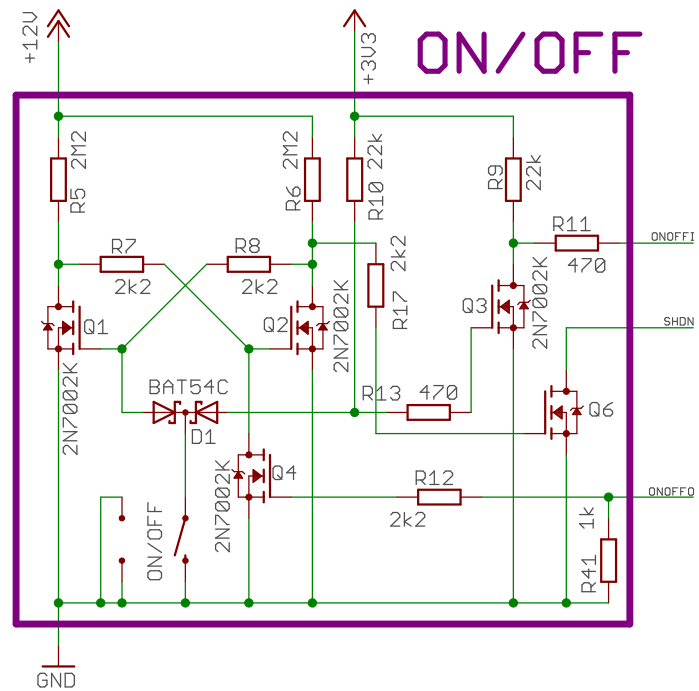 +12V
+3V3
ON/OFF
R5
2M2
R6
2M2
R10
22k
R9
22k
R11
470
ONOFFI
R7
2k2
R8
2k2
R17
2k2
Q1
2N7002K
Q2
2N7002K
Q3
2N7002K
SHDN
BAT54C
D1
R13
470
Q6
Q4
2N7002K
R12
2k2
ONOFFO
ON/OFF
R41
1k
GND